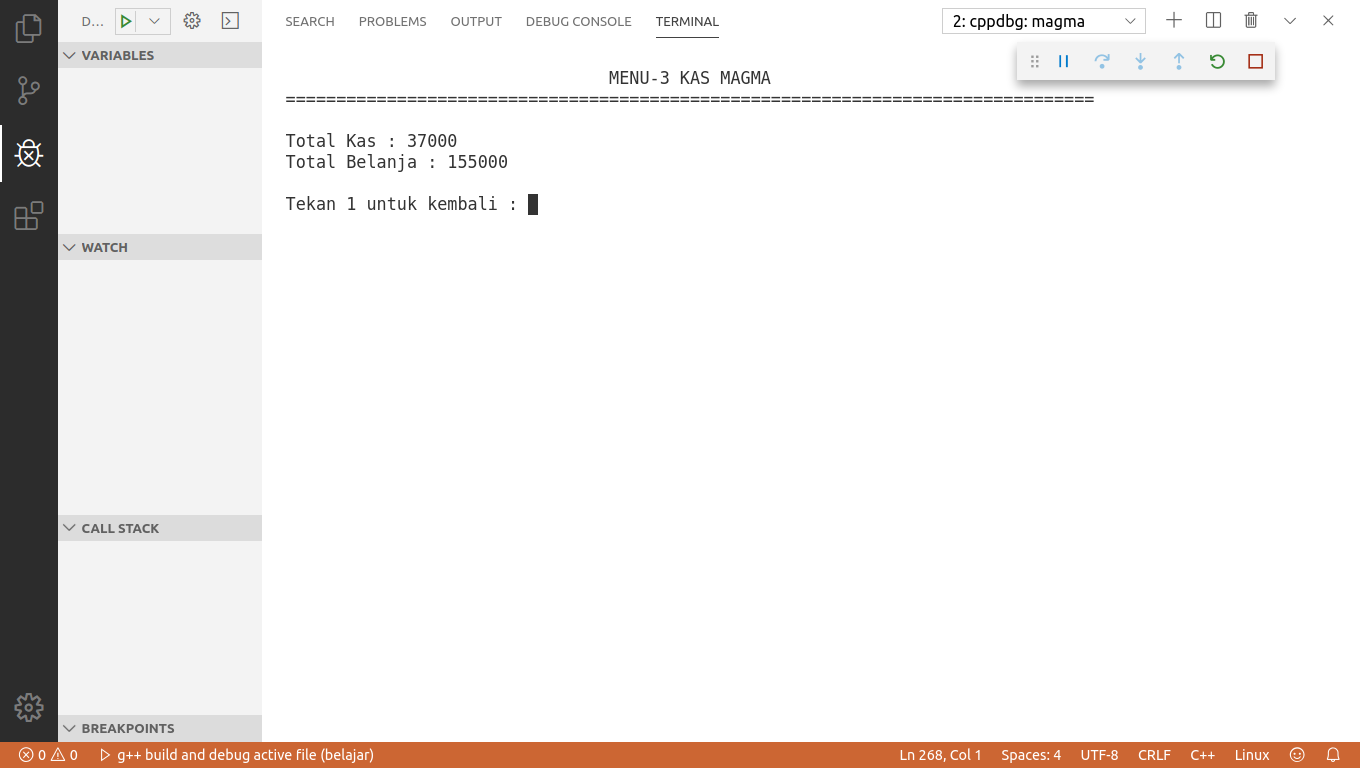 D...
SEARCH PROBLEMS OUTPUT DEBUG CONSOLE TERMINAL 2: cppdbg: magma
VARIABLES
WATCH
CALL STACK
BREAKPOINTS
MENU-3 KAS MAGMA
================================================================================
Total Kas : 37000
Total Belanja : 155000
Tekan 1 untuk kembali :
0 0 g++ build and debug active file (belajar) Ln 268, Col 1 Spaces: 4 UTF-8 CRLF C++ Linux